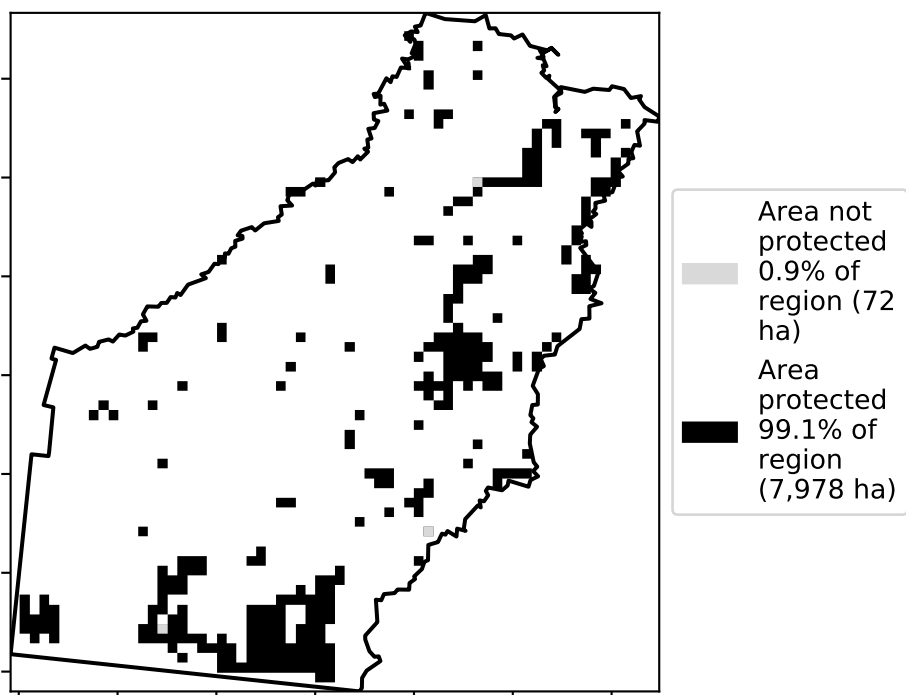 Area not
protected
0.9% of
region (72
ha)
Area
protected
99.1% of
region
(7,978 ha)